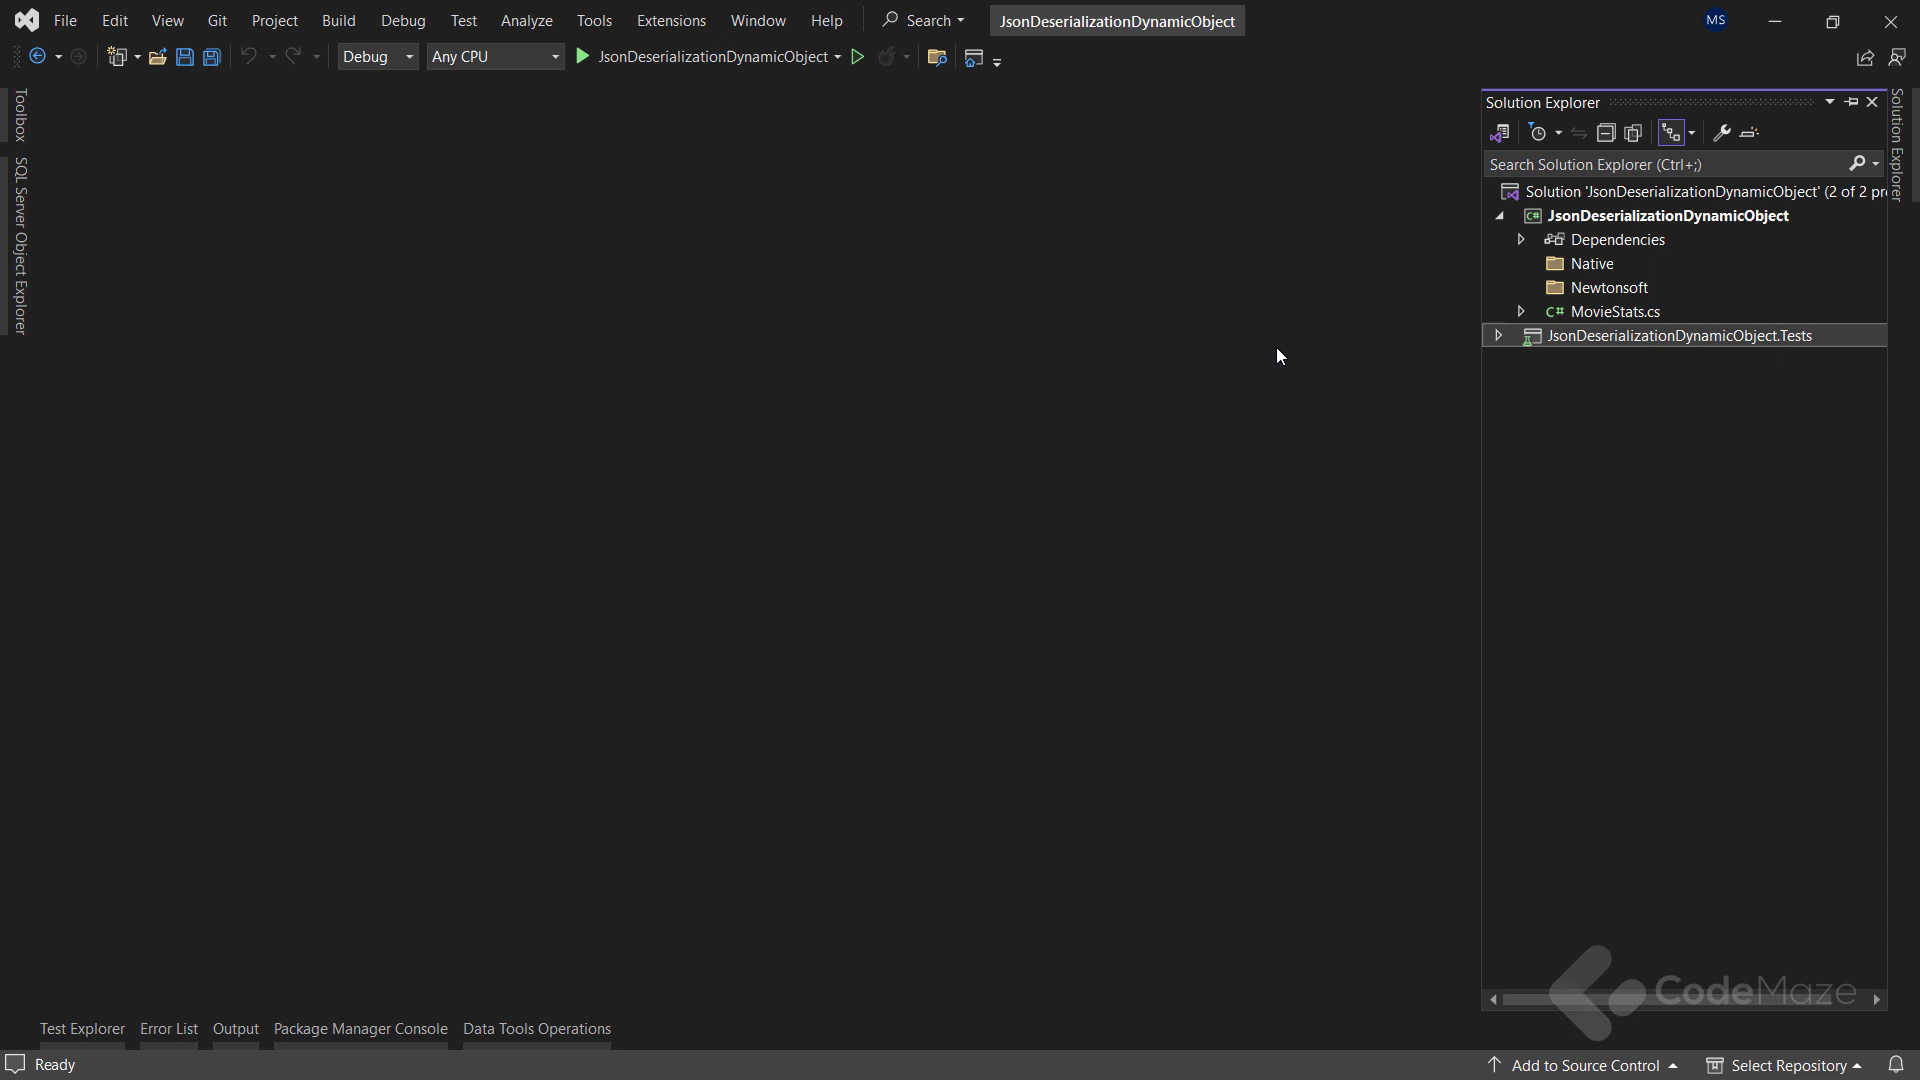 File Edit View Git Project Build Debug Test Analyze Tools Extensions Window Help Search JsonDeserializationDynamicObject MS
Debug Any CPU JsonDeserializationDynamicObject
Toolbox
SQL Server Object Explorer
Solution Explorer
Solution Explorer
Search Solution Explorer (Ctrl+;)
Solution 'JsonDeserializationDynamicObject' (2 of 2 pr
C# JsonDeserializationDynamicObject
Dependencies
Native
Newtonsoft
C# MovieStats.cs
JsonDeserializationDynamicObject.Tests
CodeMaze
Test Explorer Error List Output Package Manager Console Data Tools Operations
Ready Add to Source Control Select Repository